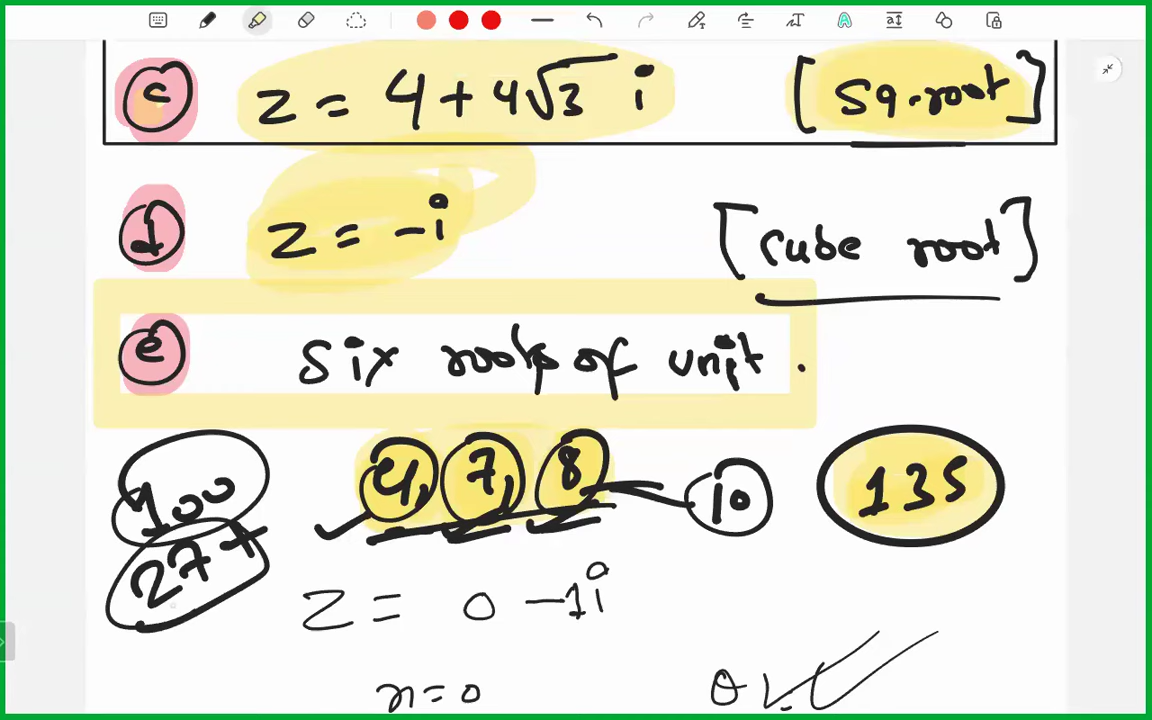 c z = 4 + 4√3 i [sq. root]
d z = -i [cube root]
e six roots of unit.
100 4, 7, 8 10 135
27+
z = 0 -1i
x = 0